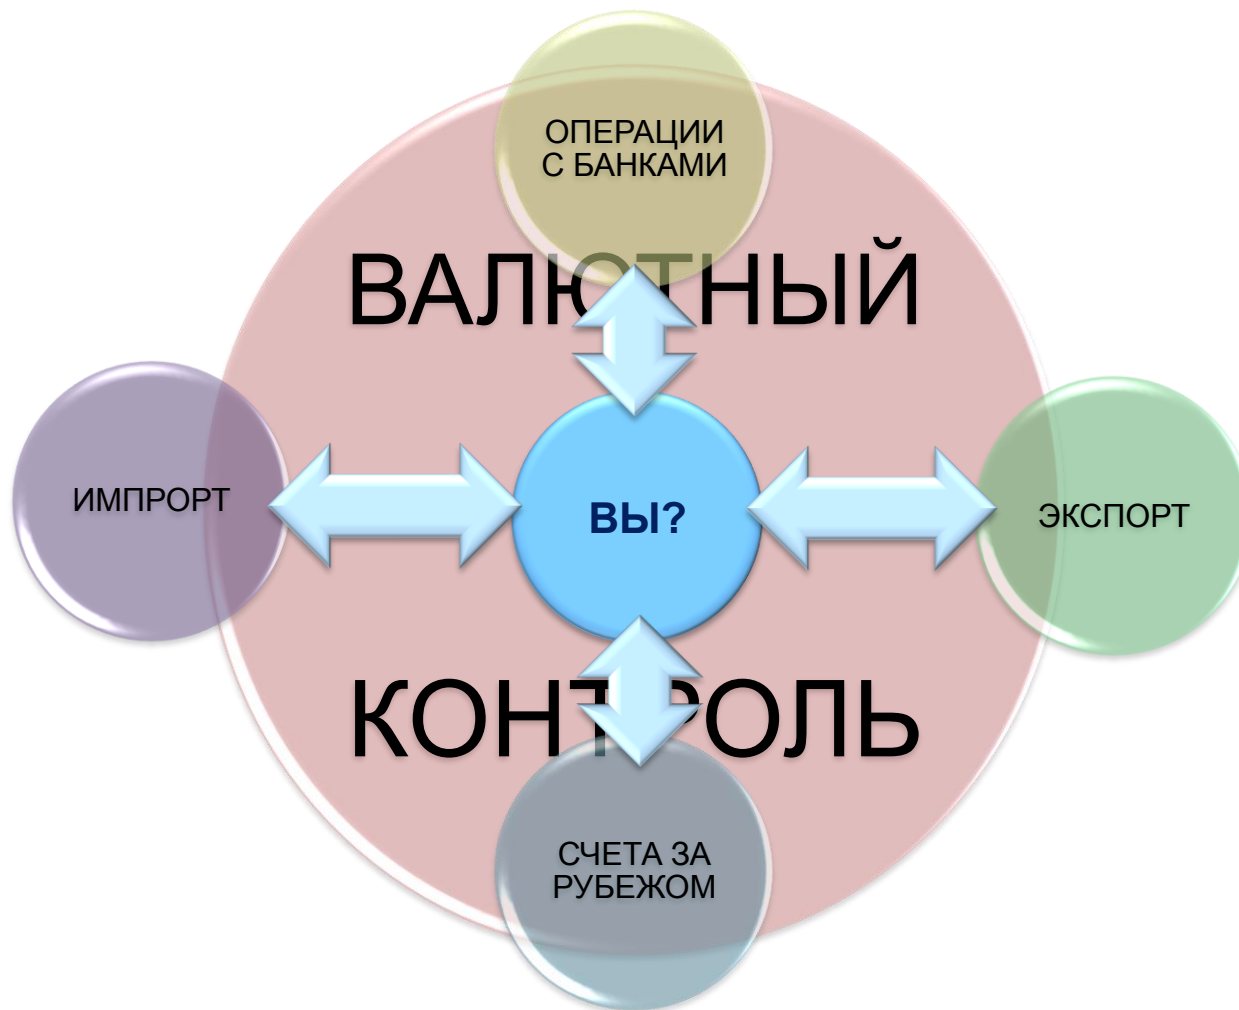 ОПЕРАЦИИ
С БАНКАМИ
ВАЛЮТНЫЙ
ИМПРОРТ
ВЫ?
ЭКСПОРТ
КОНТРОЛЬ
СЧЕТА ЗА
РУБЕЖОМ